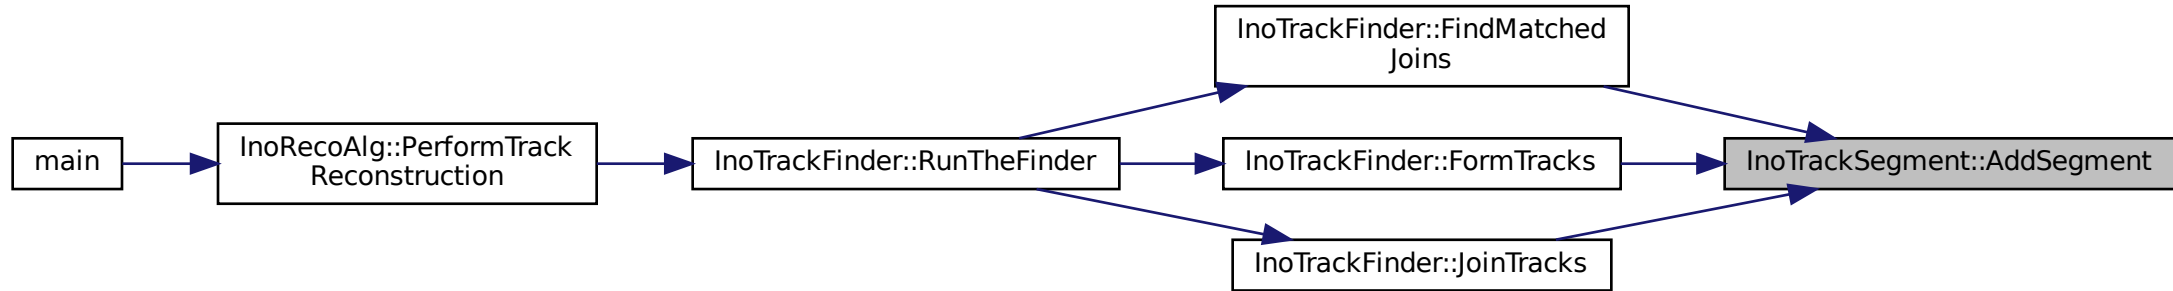 main
InoRecoAlg::PerformTrack
Reconstruction
InoTrackFinder::RunTheFinder
InoTrackFinder::FindMatched
Joins
InoTrackFinder::FormTracks
InoTrackFinder::JoinTracks
InoTrackSegment::AddSegment